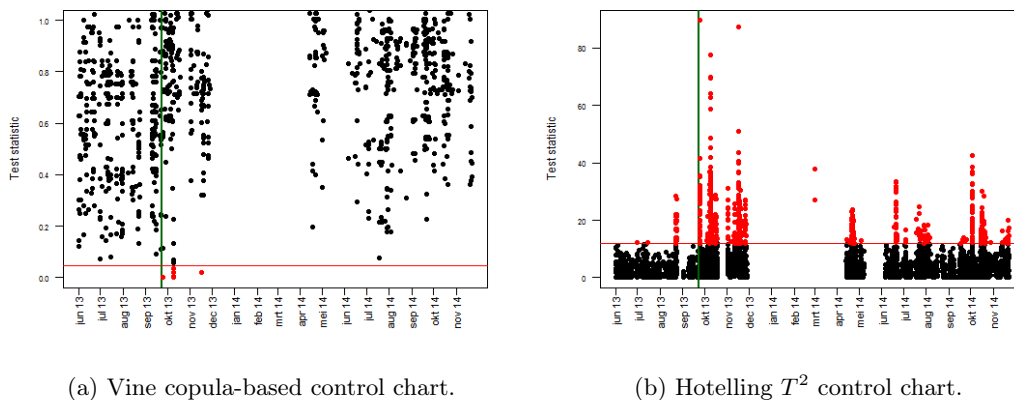 Test statistic
1.0
0.8
0.6
0.4
0.2
0.0
jun 13
jul 13
aug 13
sep 13
okt 13
nov 13
dec 13
jan 14
feb 14
mrt 14
apr 14
mei 14
jun 14
jul 14
aug 14
sep 14
okt 14
nov 14
Test statistic
80
60
40
20
0
jun 13
jul 13
aug 13
sep 13
okt 13
nov 13
dec 13
jan 14
feb 14
mrt 14
apr 14
mei 14
jun 14
jul 14
aug 14
sep 14
okt 14
nov 14
(a) Vine copula-based control chart.
(b) Hotelling T² control chart.